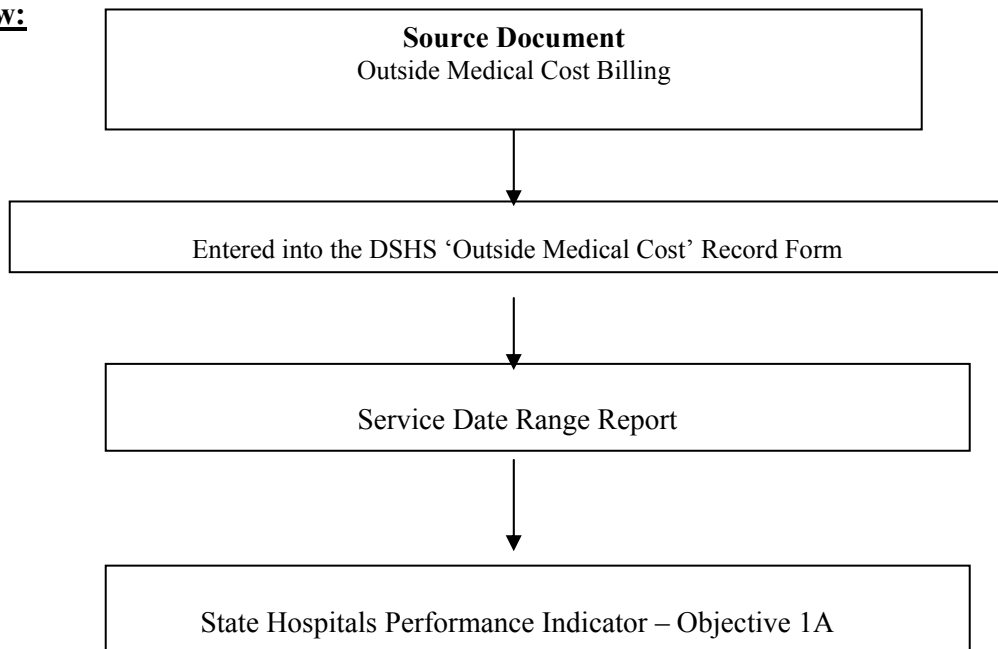 w:
Source Document
Outside Medical Cost Billing
Entered into the DSHS ‘Outside Medical Cost’ Record Form
Service Date Range Report
State Hospitals Performance Indicator – Objective 1A